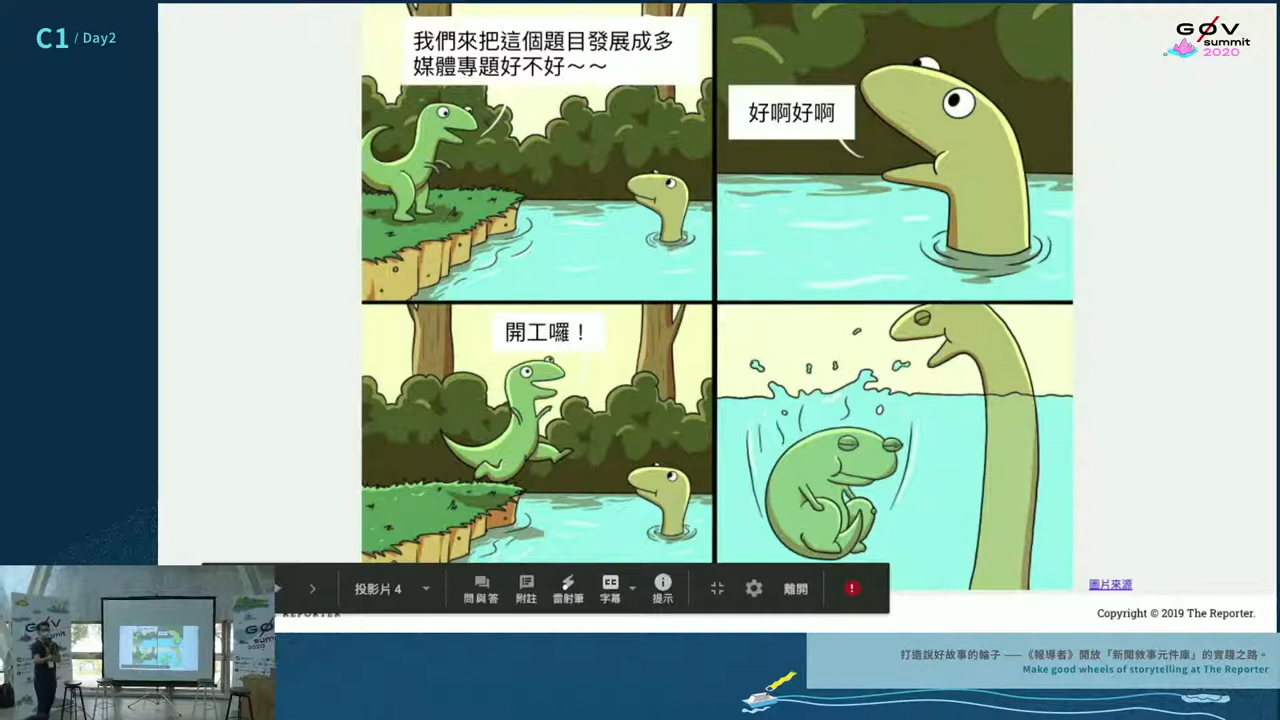 C1 / Day2
GØV
summit
2020
我們來把這個題目發展成多
媒體專題好不好～～
好啊好啊
開工囉！
投影片 4
問與答
附註
雷射筆
字幕
提示
離開
圖片來源
REPORTER
Copyright © 2019 The Reporter.
打造說好故事的輪子 ——《報導者》開放「新聞敘事元件庫」的實踐之路。
Make good wheels of storytelling at The Reporter